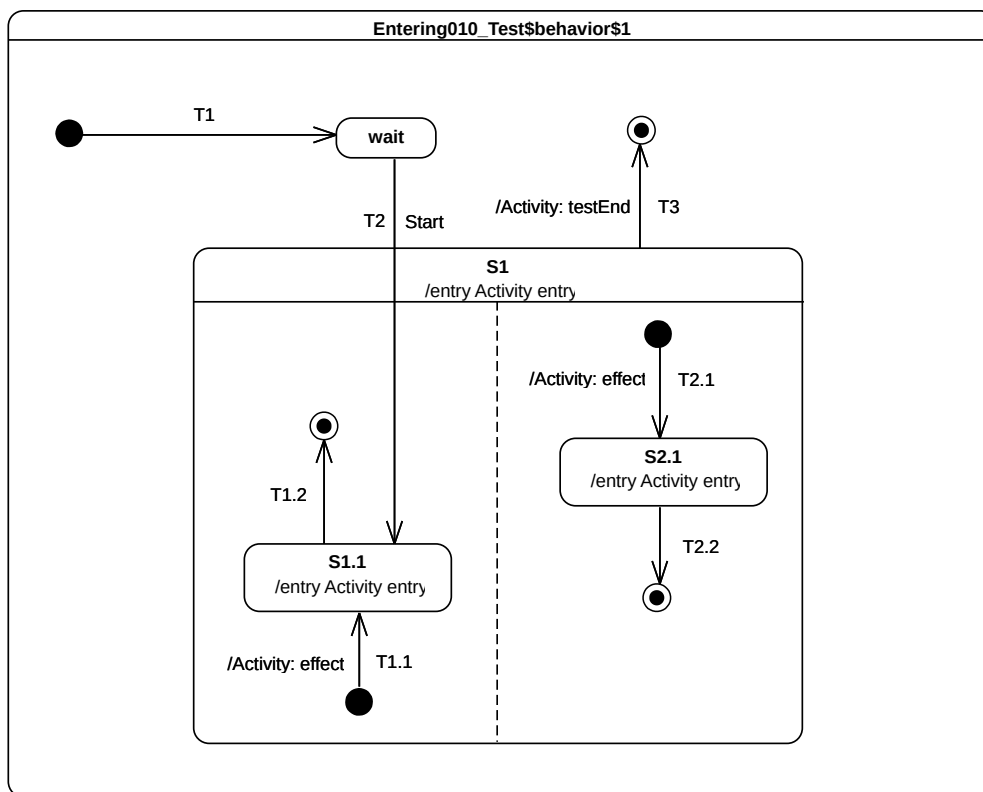 Entering010_Test$behavior$1
T1
wait
/Activity: testEnd T3
T2 Start
S1
/entry Activity entry
/Activity: effect T2.1
S2.1
/entry Activity entry
T1.2
T2.2
S1.1
/entry Activity entry
/Activity: effect T1.1